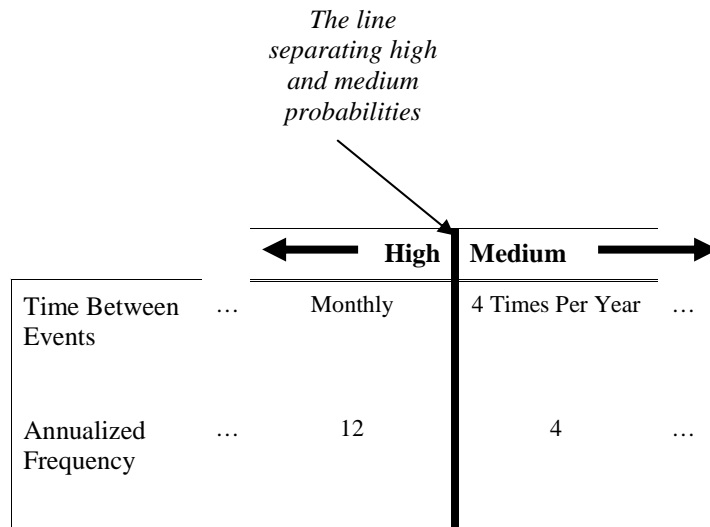 The line
separating high
and medium
probabilities
High Medium
Time Between Events … Monthly 4 Times Per Year …
Annualized Frequency … 12 4 …